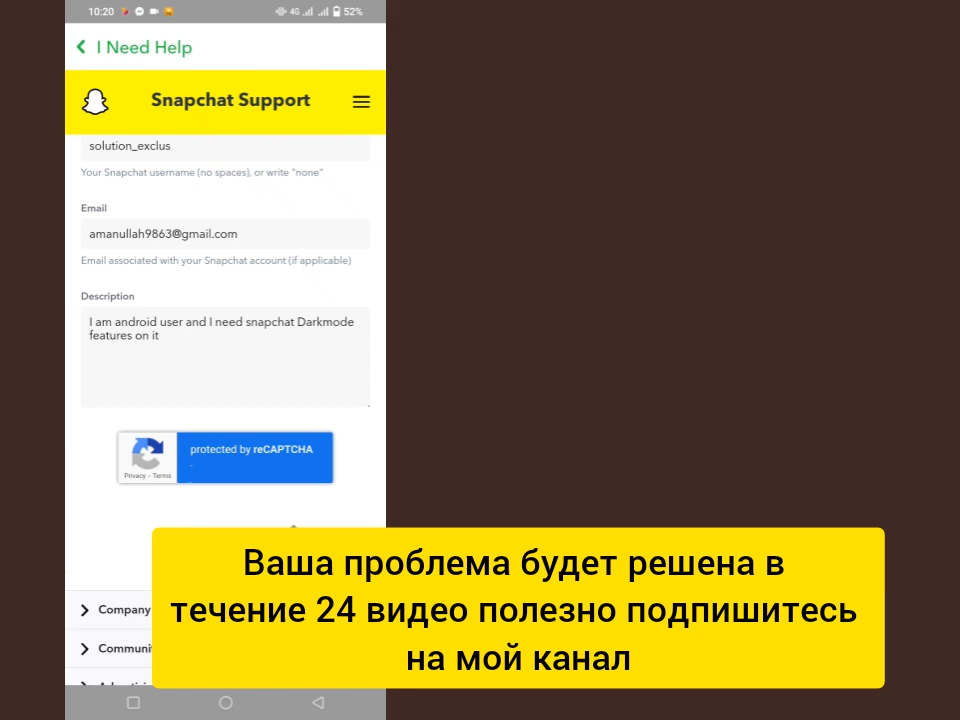 10:20 4G 52%
I Need Help
Snapchat Support
solution_exclus
Your Snapchat username (no spaces), or write "none"
Email
amanullah9863@gmail.com
Email associated with your Snapchat account (if applicable)
Description
I am android user and I need snapchat Darkmode
features on it
protected by reCAPTCHA
Privacy - Terms
Company
Communi
Ваша проблема будет решена в
течение 24 видео полезно подпишитесь
на мой канал